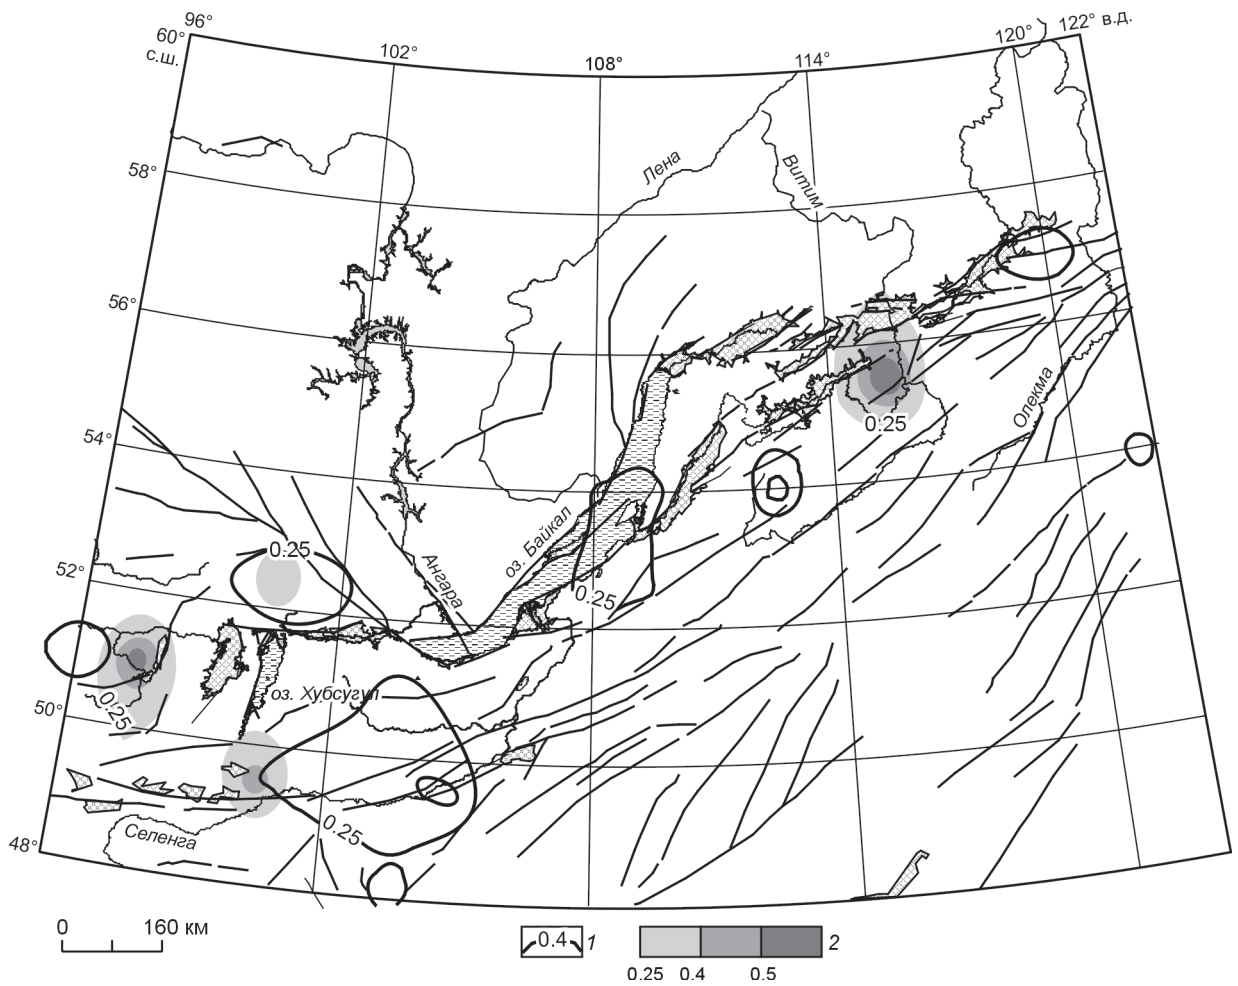 96°
60°
с.ш.
102°
108°
114°
120°
122° в.д.
58°
56°
54°
52°
50°
48°
Лена
Витим
Олекма
Ангара
оз. Байкал
оз. Хубсугул
Селенга
0.25
0.25
0.25
0.25
0.25
0
160 км
0.4
1
2
0.25
0.4
0.5